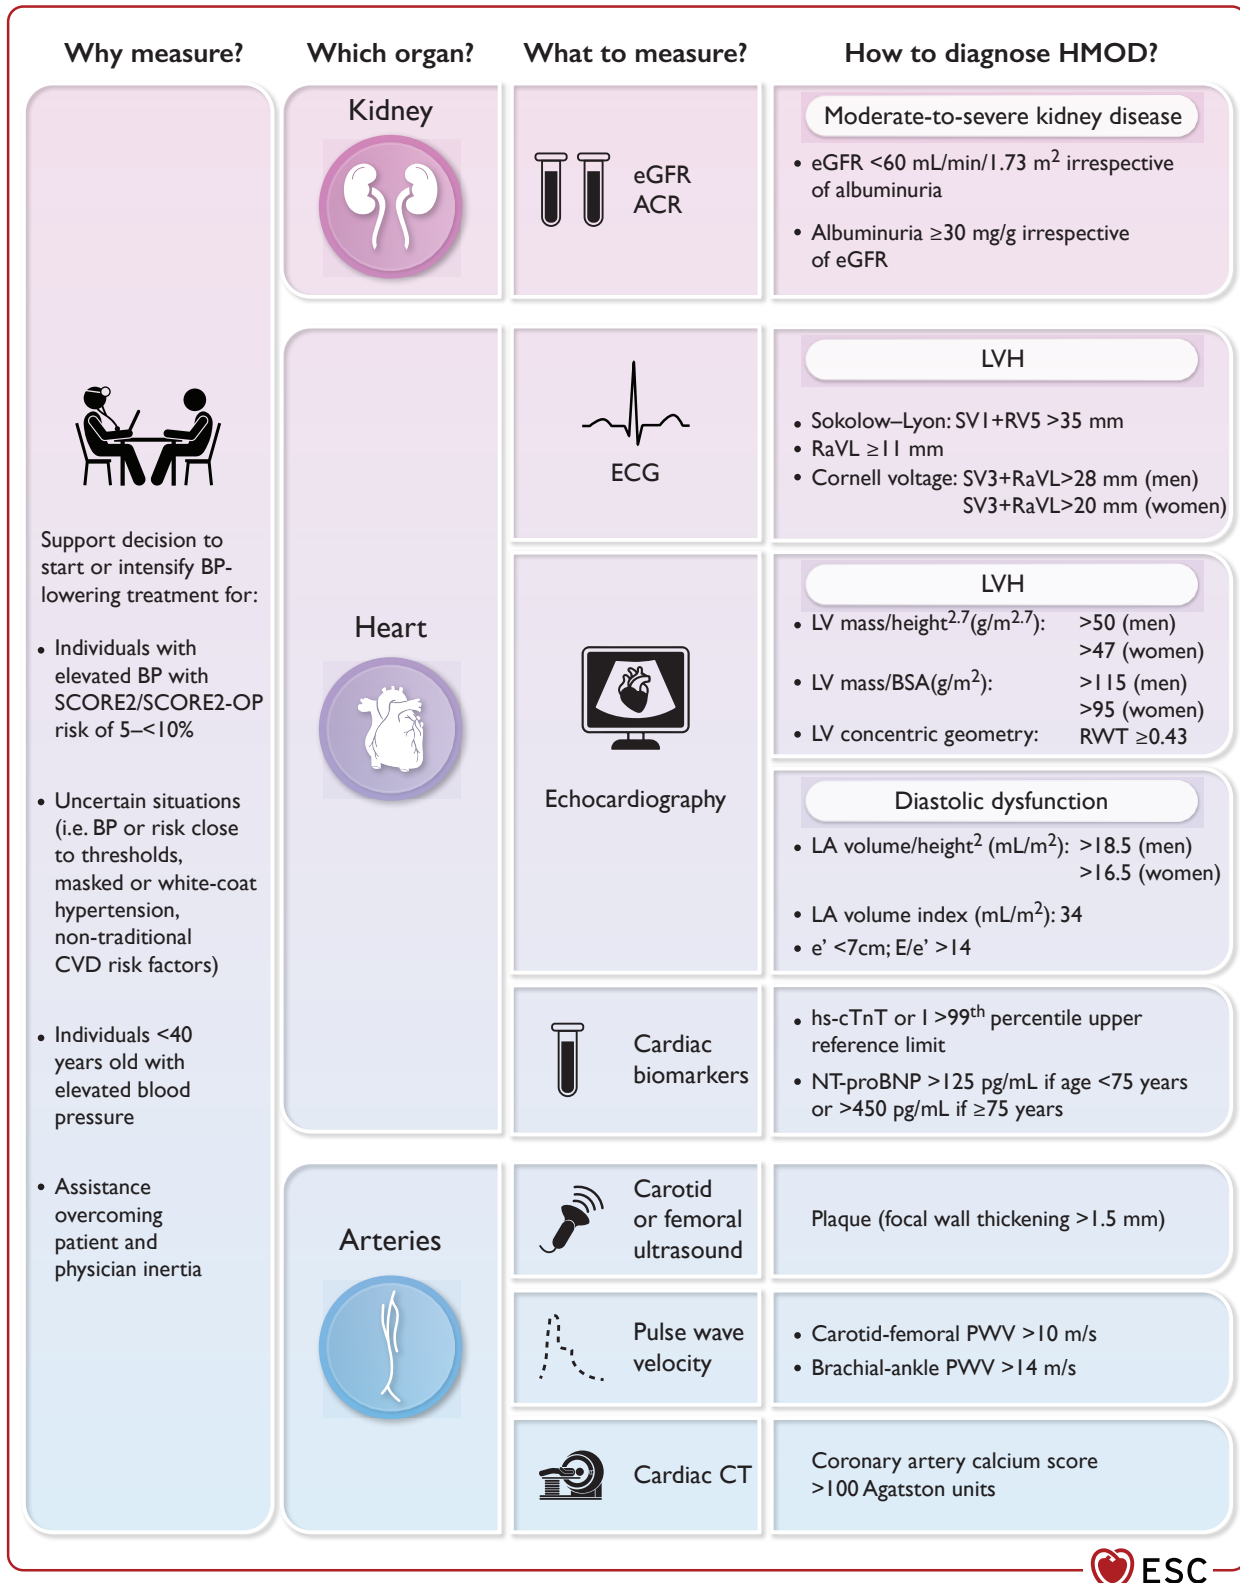 Why measure?
Which organ?
What to measure?
How to diagnose HMOD?
Support decision to
start or intensify BP-
lowering treatment for:
• Individuals with
elevated BP with
SCORE2/SCORE2-OP
risk of 5–<10%
• Uncertain situations
(i.e. BP or risk close
to thresholds,
masked or white-coat
hypertension,
non-traditional
CVD risk factors)
• Individuals <40
years old with
elevated blood
pressure
• Assistance
overcoming
patient and
physician inertia
Kidney
eGFR
ACR
Moderate-to-severe kidney disease
• eGFR <60 mL/min/1.73 m² irrespective
of albuminuria
• Albuminuria ≥30 mg/g irrespective
of eGFR
Heart
ECG
LVH
• Sokolow–Lyon: SV1+RV5 >35 mm
• RaVL ≥11 mm
• Cornell voltage: SV3+RaVL>28 mm (men)
SV3+RaVL>20 mm (women)
Echocardiography
LVH
• LV mass/height^2.7(g/m^2.7): >50 (men)
>47 (women)
• LV mass/BSA(g/m²): >115 (men)
>95 (women)
• LV concentric geometry: RWT ≥0.43
Diastolic dysfunction
• LA volume/height² (mL/m²): >18.5 (men)
>16.5 (women)
• LA volume index (mL/m²): 34
• e’ <7cm; E/e’ >14
Cardiac
biomarkers
• hs-cTnT or I >99th percentile upper
reference limit
• NT-proBNP >125 pg/mL if age <75 years
or >450 pg/mL if ≥75 years
Arteries
Carotid
or femoral
ultrasound
Plaque (focal wall thickening >1.5 mm)
Pulse wave
velocity
• Carotid-femoral PWV >10 m/s
• Brachial-ankle PWV >14 m/s
Cardiac CT
Coronary artery calcium score
>100 Agatston units
ESC